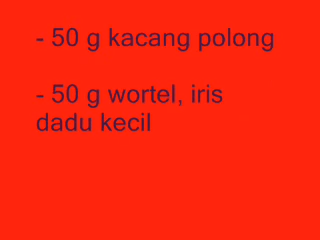 - 50 g kacang polong
- 50 g wortel, iris
dadu kecil